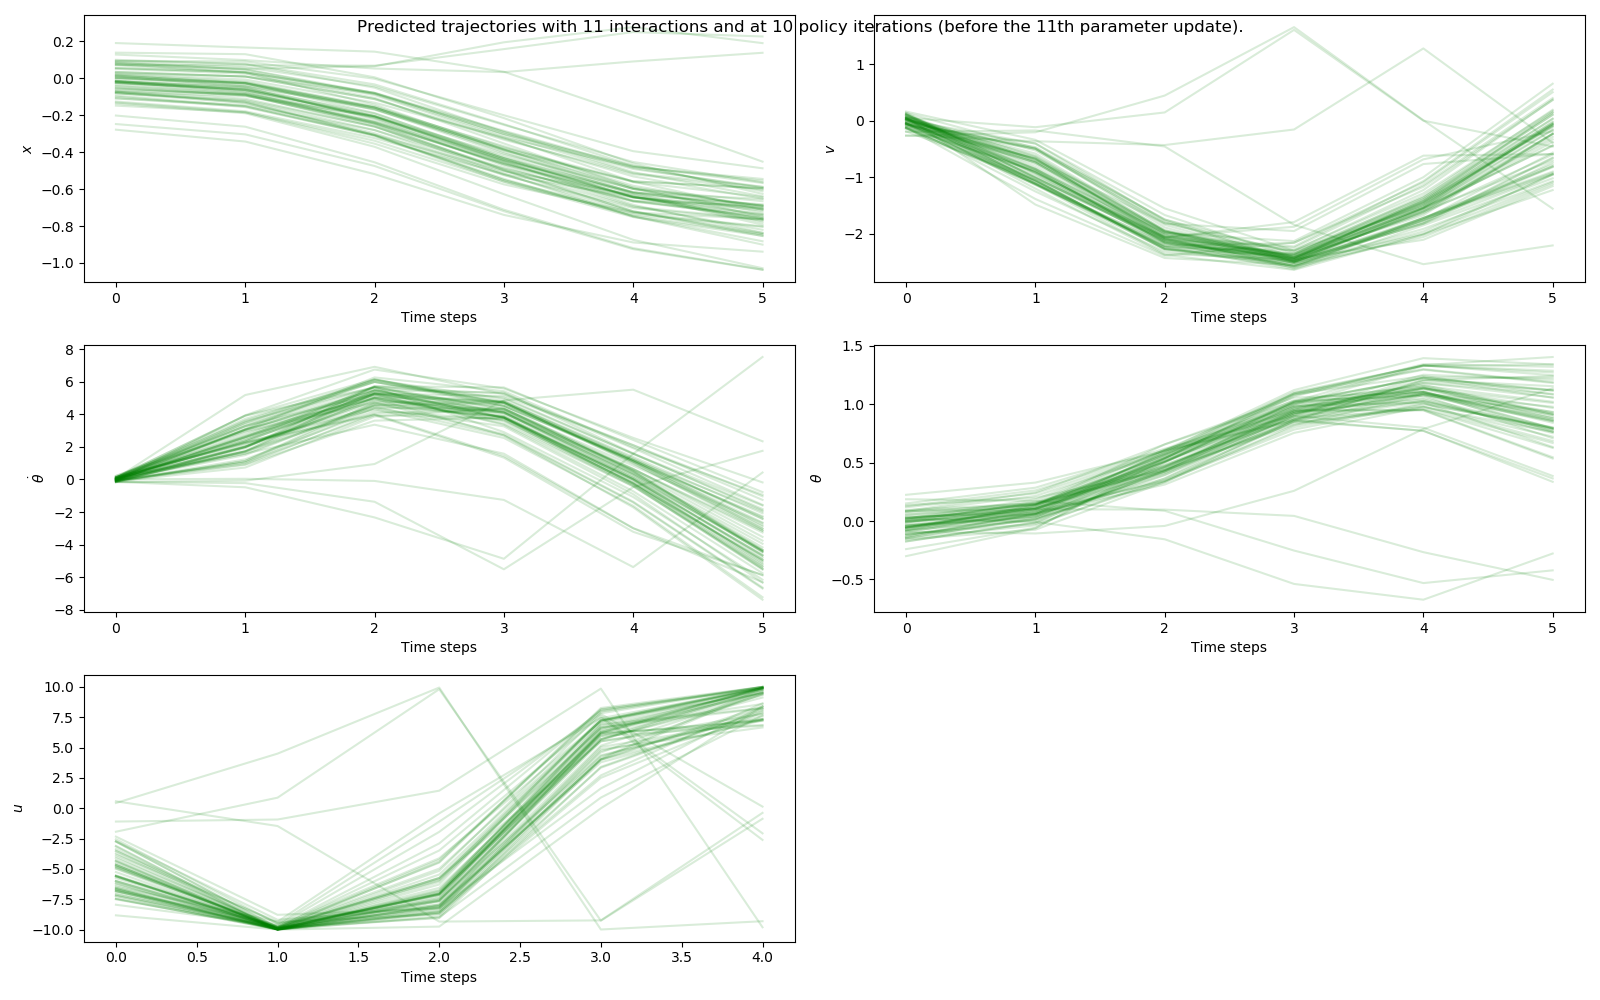 Predicted trajectories with 11 interactions and at 10 policy iterations (before the 11th parameter update).
0.2
0.0
−0.2
−0.4
−0.6
−0.8
−1.0
x
0 1 2 3 4 5
Time steps
1
0
−1
−2
v
0 1 2 3 4 5
Time steps
8
6
4
2
0
−2
−4
−6
−8
θ̇
0 1 2 3 4 5
Time steps
1.5
1.0
0.5
0.0
−0.5
θ
0 1 2 3 4 5
Time steps
10.0
7.5
5.0
2.5
0.0
−2.5
−5.0
−7.5
−10.0
u
0.0 0.5 1.0 1.5 2.0 2.5 3.0 3.5 4.0
Time steps